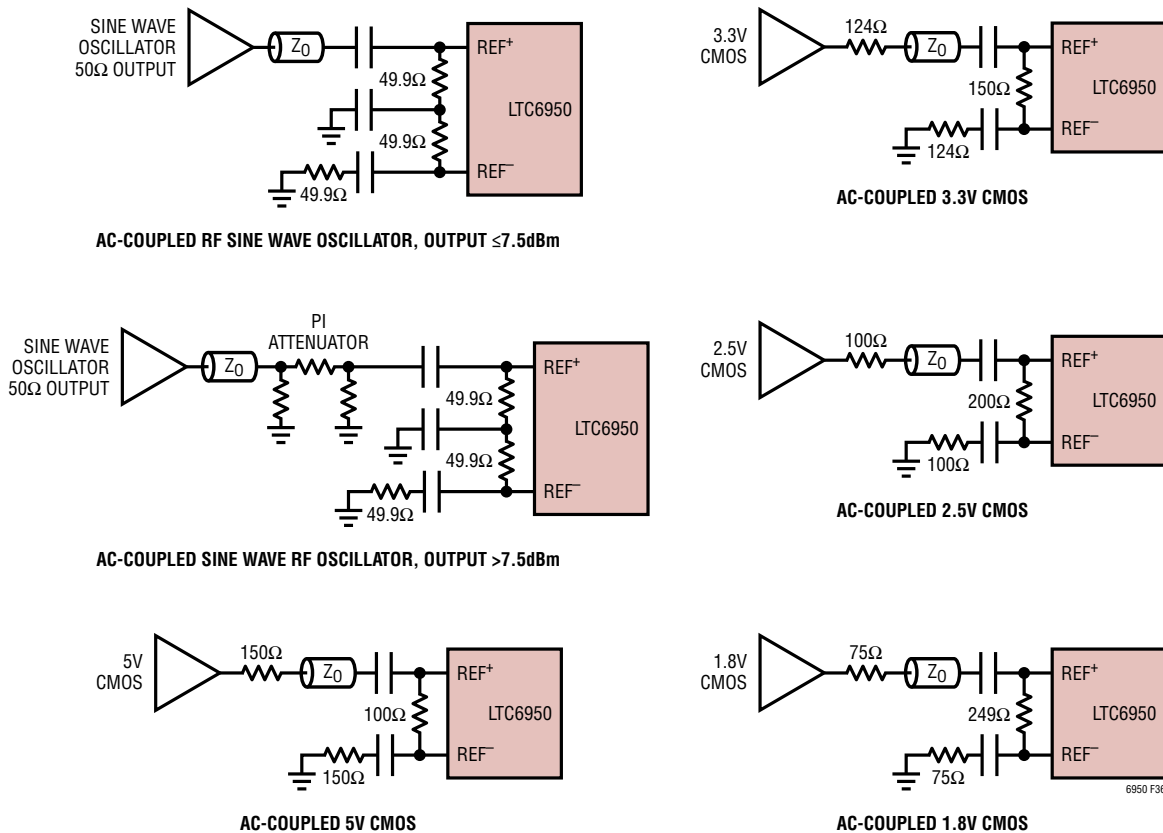 SINE WAVE
OSCILLATOR
50Ω OUTPUT
Z0
49.9Ω
49.9Ω
49.9Ω
REF+
LTC6950
REF–
AC-COUPLED RF SINE WAVE OSCILLATOR, OUTPUT ≤7.5dBm
3.3V
CMOS
124Ω
Z0
150Ω
124Ω
REF+
LTC6950
REF–
AC-COUPLED 3.3V CMOS
SINE WAVE
OSCILLATOR
50Ω OUTPUT
Z0
PI
ATTENUATOR
49.9Ω
49.9Ω
49.9Ω
REF+
LTC6950
REF–
AC-COUPLED SINE WAVE RF OSCILLATOR, OUTPUT >7.5dBm
2.5V
CMOS
100Ω
Z0
200Ω
100Ω
REF+
LTC6950
REF–
AC-COUPLED 2.5V CMOS
5V
CMOS
150Ω
Z0
100Ω
150Ω
REF+
LTC6950
REF–
AC-COUPLED 5V CMOS
1.8V
CMOS
75Ω
Z0
249Ω
75Ω
REF+
LTC6950
REF–
6950 F36
AC-COUPLED 1.8V CMOS